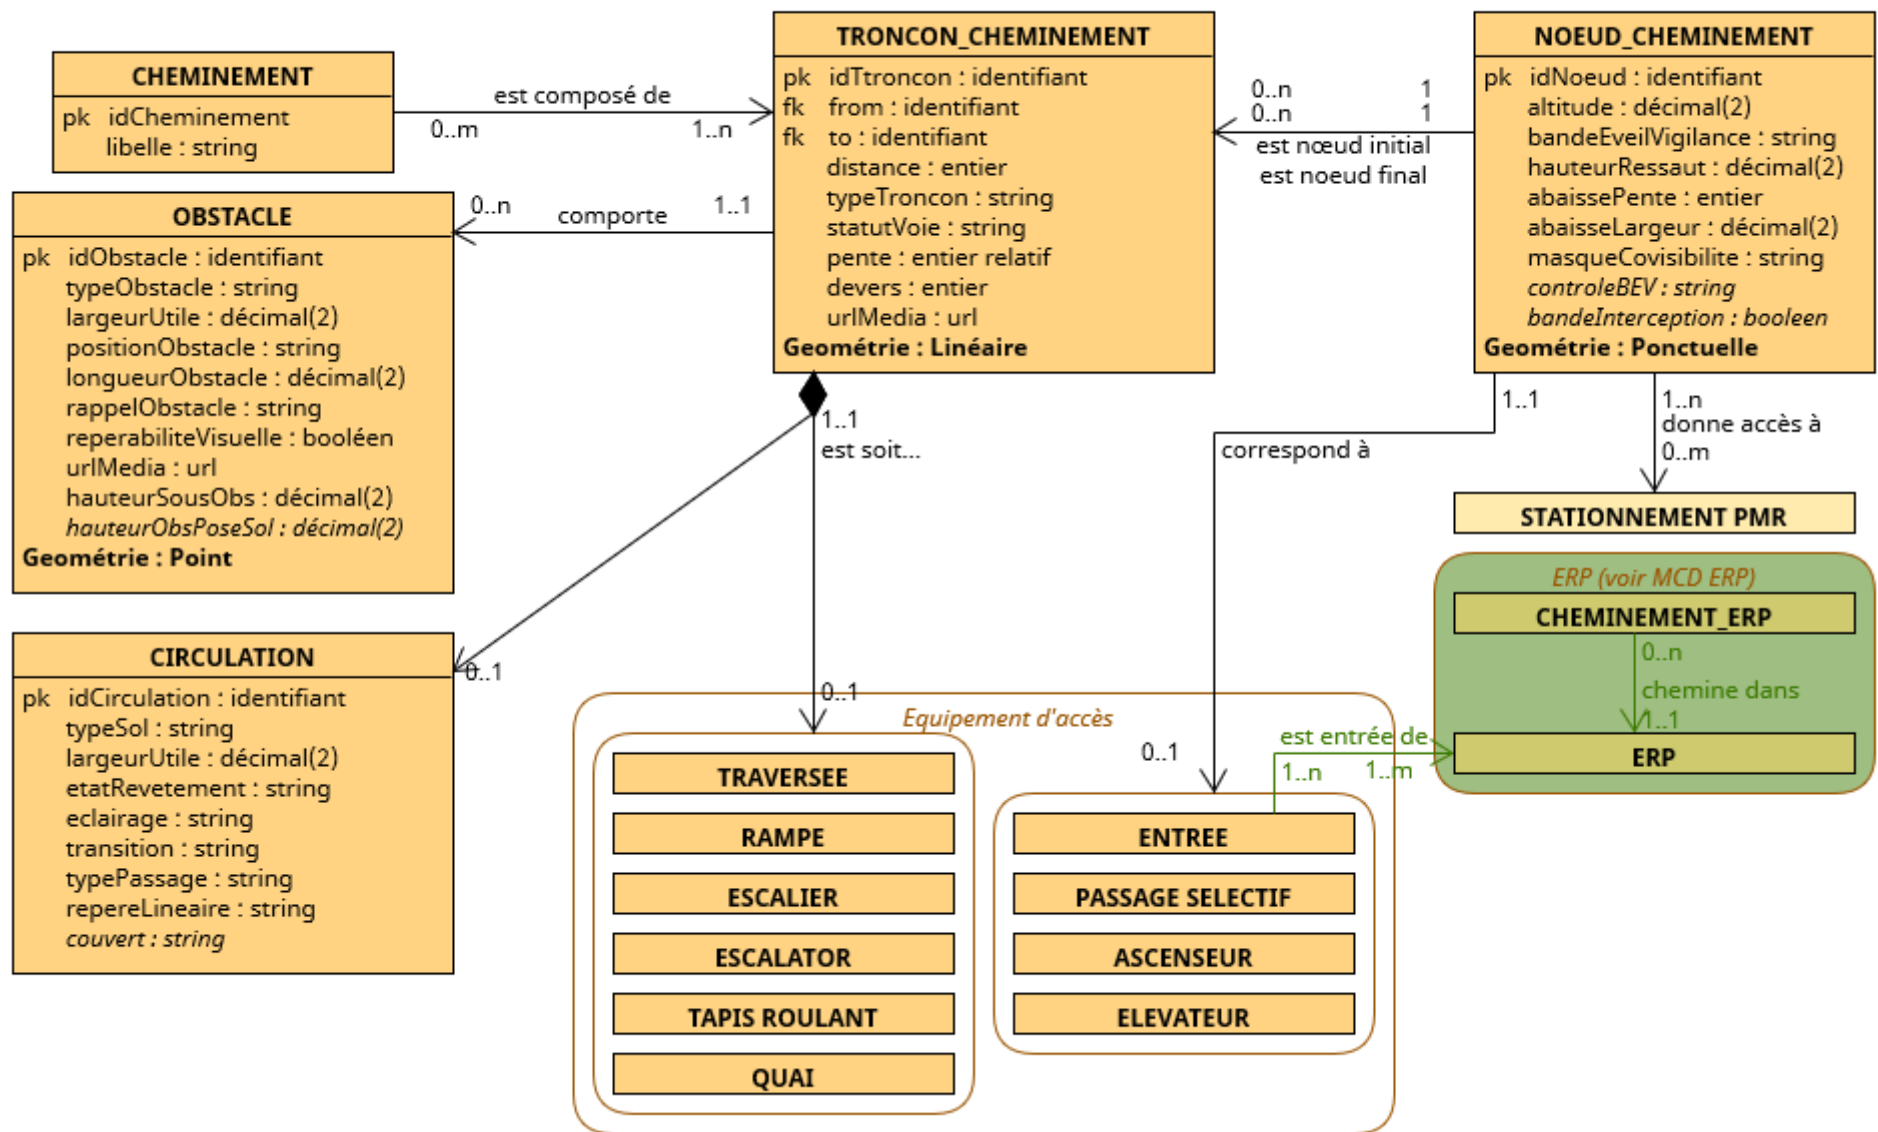 CHEMINEMENT
pk idCheminement
libelle : string
est composé de
0..m
1..n
TRONCON_CHEMINEMENT
pk idTtroncon : identifiant
fk from : identifiant
fk to : identifiant
distance : entier
typeTroncon : string
statutVoie : string
pente : entier relatif
devers : entier
urlMedia : url
Geométrie : Linéaire
0..n 1
0..n 1
est nœud initial
est noeud final
NOEUD_CHEMINEMENT
pk idNoeud : identifiant
altitude : décimal(2)
bandeEveilVigilance : string
hauteurRessaut : décimal(2)
abaissePente : entier
abaisseLargeur : décimal(2)
masqueCovisibilite : string
controleBEV : string
bandeInterception : booleen
Geométrie : Ponctuelle
OBSTACLE
pk idObstacle : identifiant
typeObstacle : string
largeurUtile : décimal(2)
positionObstacle : string
longueurObstacle : décimal(2)
rappelObstacle : string
reperabiliteVisuelle : booléen
urlMedia : url
hauteurSousObs : décimal(2)
hauteurObsPoseSol : décimal(2)
Geométrie : Point
0..n
comporte
1..1
1..1
est soit...
1..1
correspond à
1..n
donne accès à
0..m
STATIONNEMENT PMR
ERP (voir MCD ERP)
CHEMINEMENT_ERP
0..n
chemine dans
1..1
ERP
CIRCULATION
pk idCirculation : identifiant
typeSol : string
largeurUtile : décimal(2)
etatRevetement : string
eclairage : string
transition : string
typePassage : string
repereLineaire : string
couvert : string
0..1
0..1
Equipement d'accès
TRAVERSEE
RAMPE
ESCALIER
ESCALATOR
TAPIS ROULANT
QUAI
0..1
est entrée de
1..n
1..m
ENTREE
PASSAGE SELECTIF
ASCENSEUR
ELEVATEUR